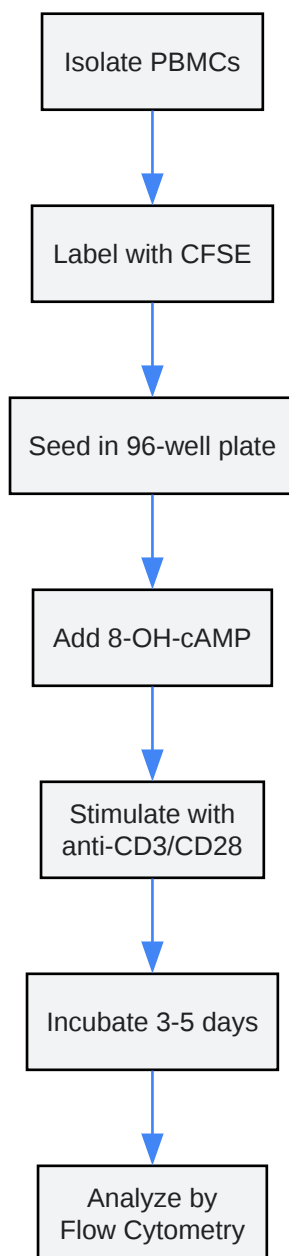 Isolate PBMCs
Label with CFSE
Seed in 96-well plate
Add 8-OH-cAMP
Stimulate with
anti-CD3/CD28
Incubate 3-5 days
Analyze by
Flow Cytometry